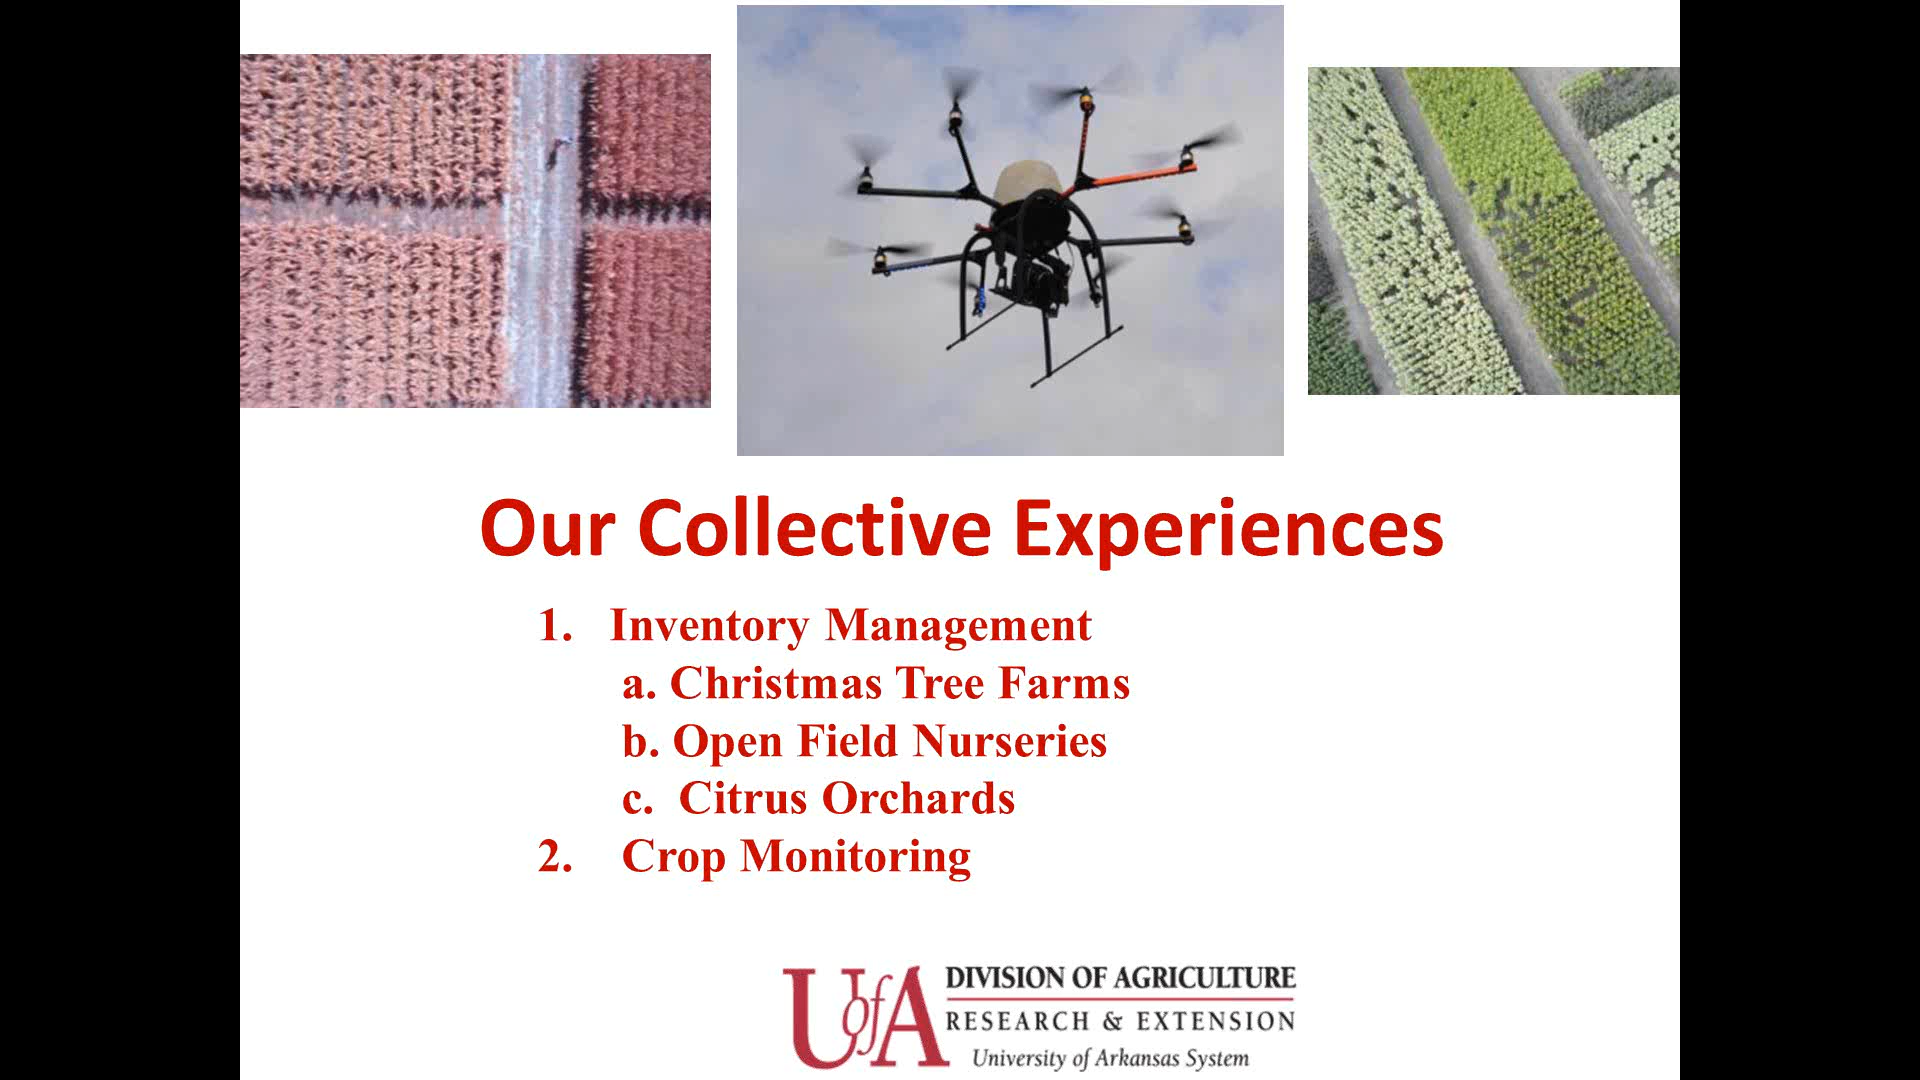 Our Collective Experiences
1. Inventory Management
a. Christmas Tree Farms
b. Open Field Nurseries
c. Citrus Orchards
2. Crop Monitoring
UofA
DIVISION OF AGRICULTURE
RESEARCH & EXTENSION
University of Arkansas System